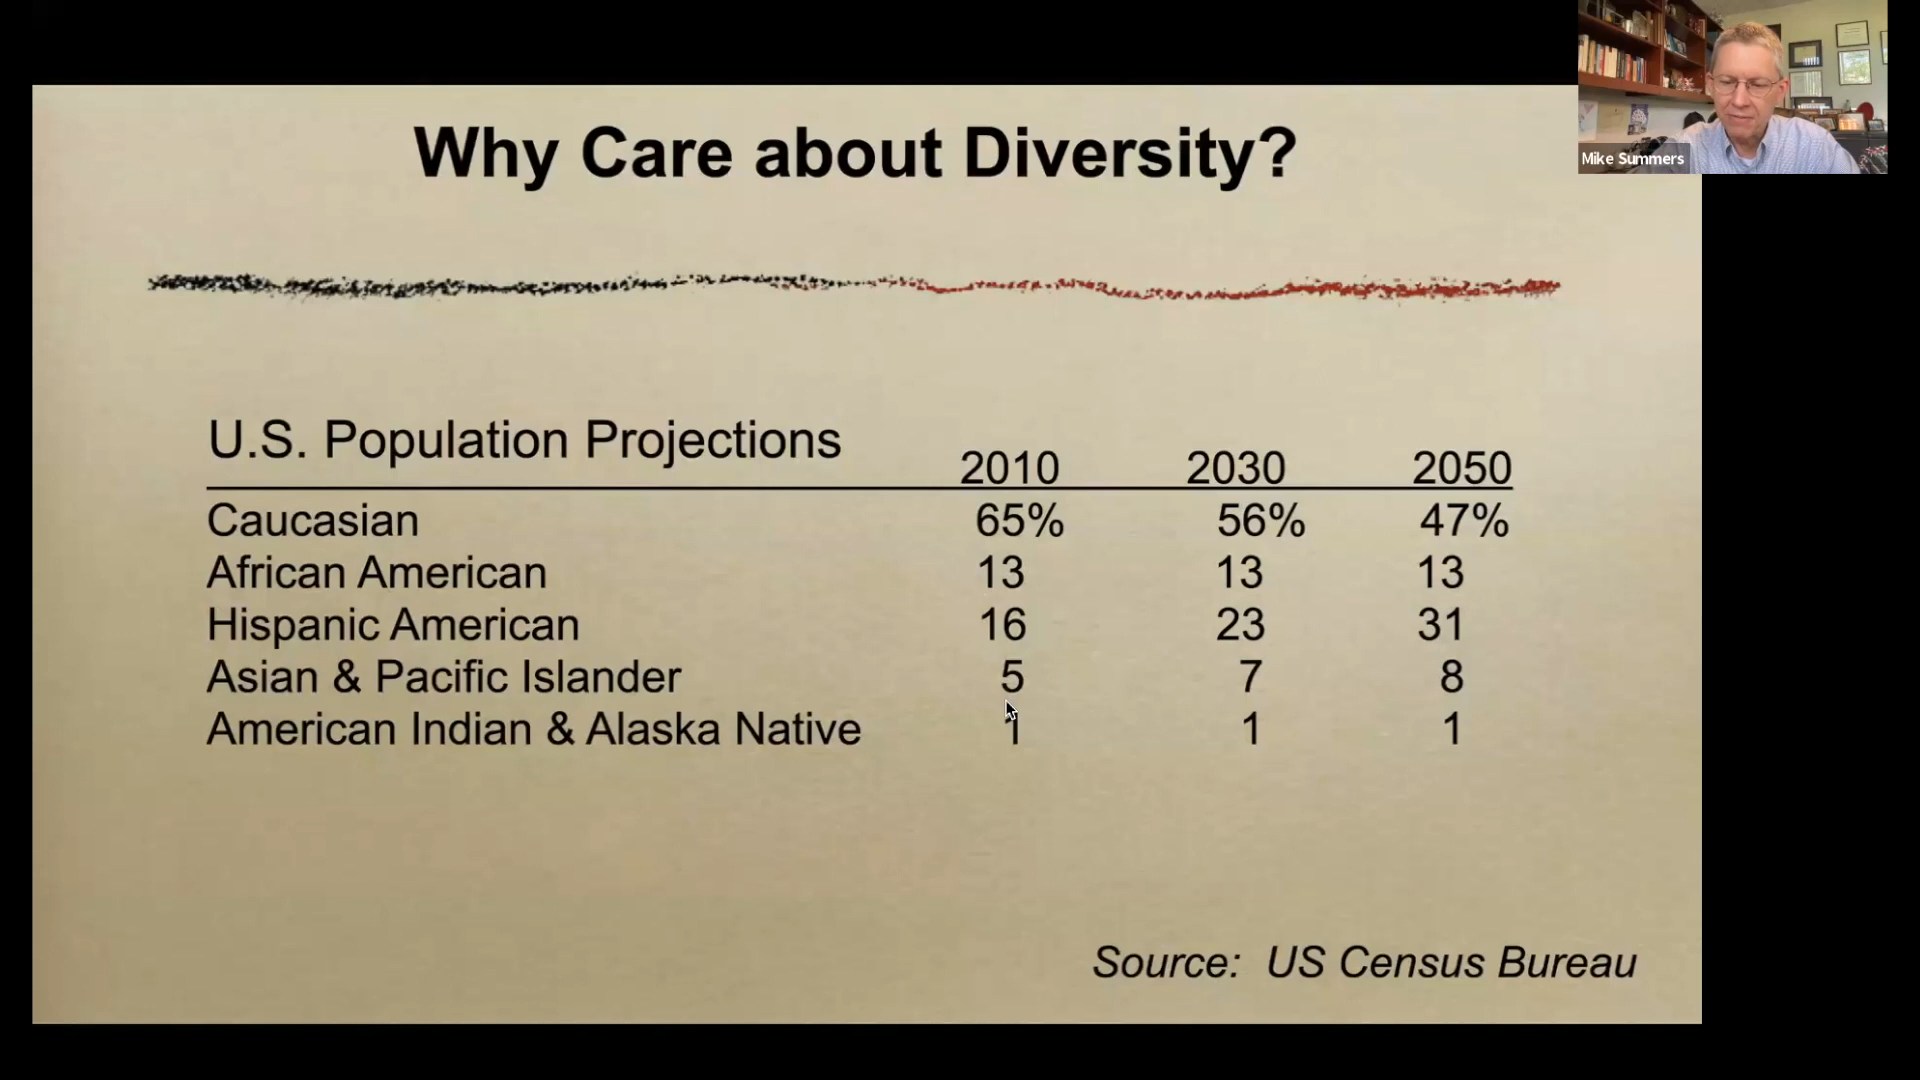 Why Care about Diversity?
Mike Summers
U.S. Population Projections 2010 2030 2050
Caucasian 65% 56% 47%
African American 13 13 13
Hispanic American 16 23 31
Asian & Pacific Islander 5 7 8
American Indian & Alaska Native 1 1 1
Source: US Census Bureau